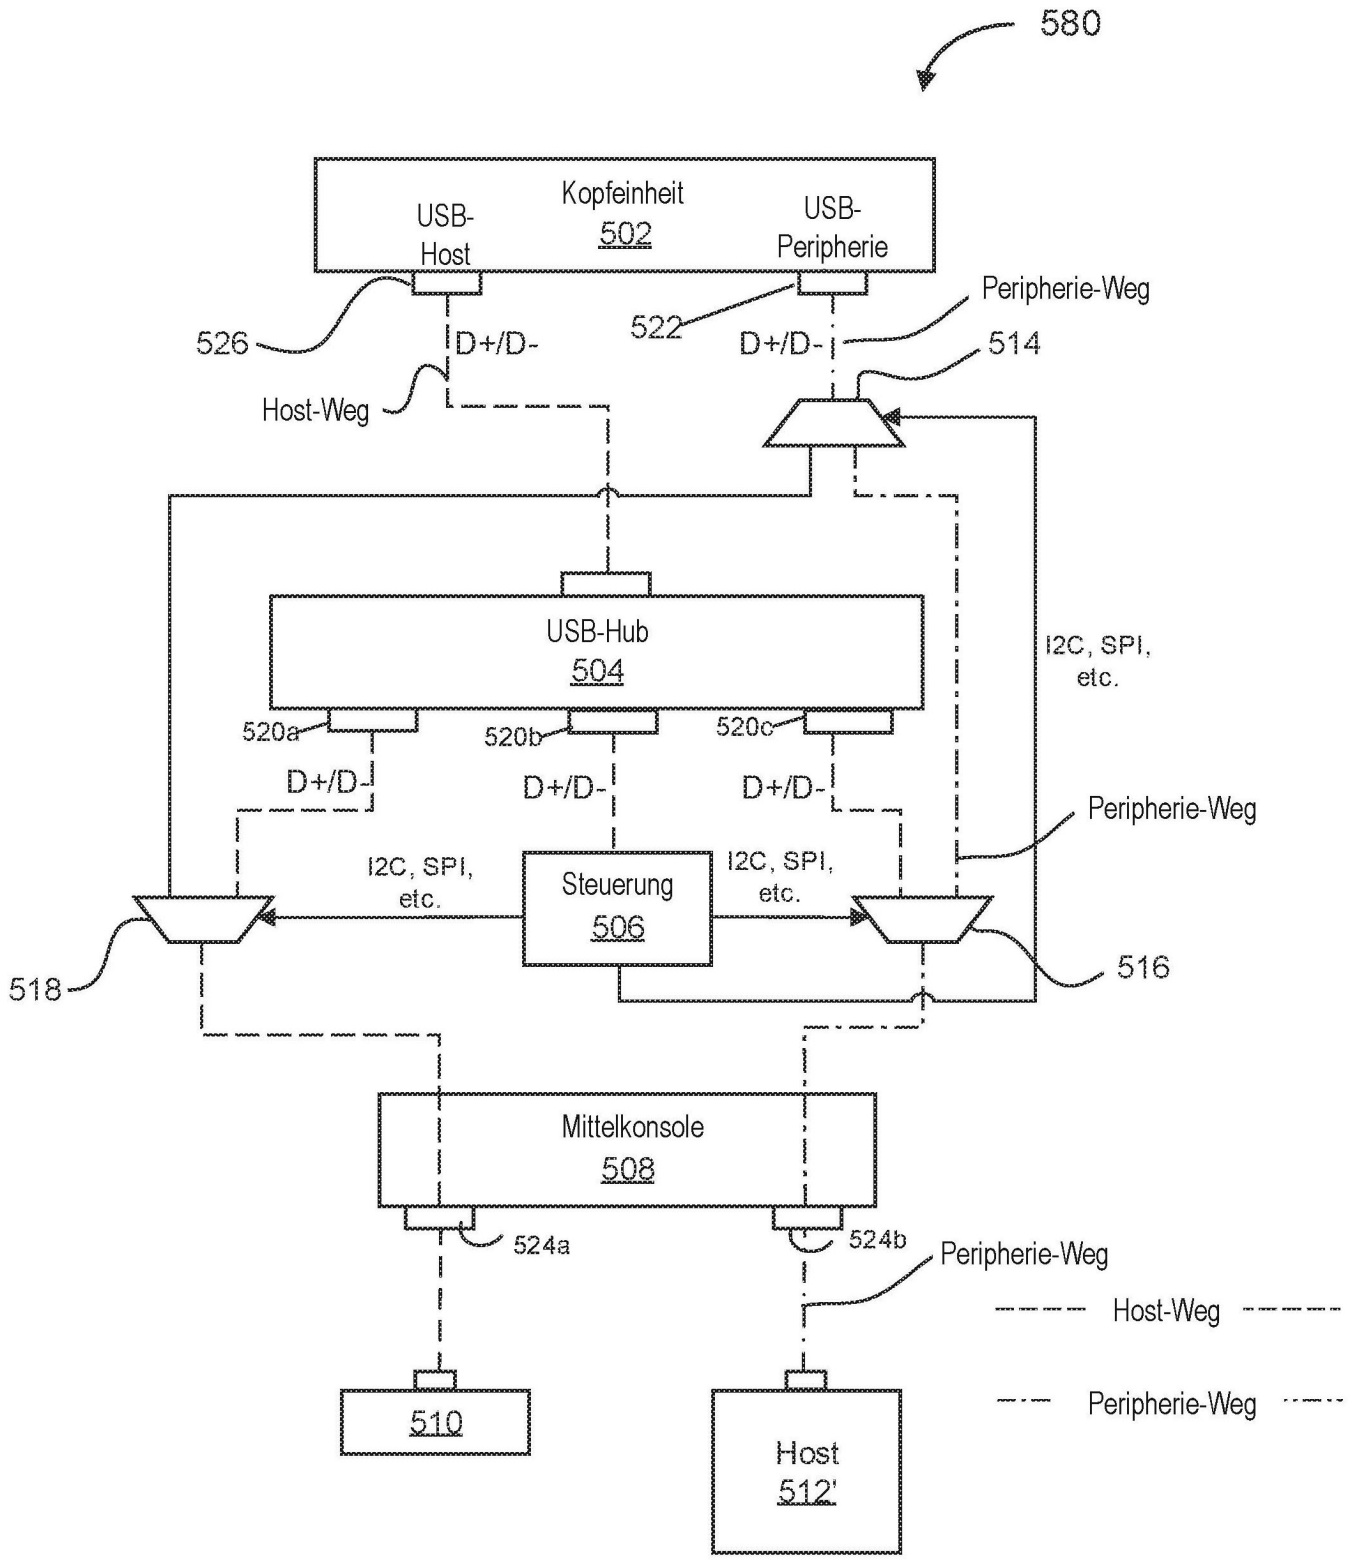 580
Kopfeinheit
502
USB-
Host
USB-
Peripherie
526
522
Peripherie-Weg
D+/D-
D+/D-
514
Host-Weg
USB-Hub
504
I2C, SPI,
etc.
520a
520b
520c
D+/D-
D+/D-
D+/D-
Peripherie-Weg
I2C, SPI,
etc.
Steuerung
506
I2C, SPI,
etc.
518
516
Mittelkonsole
508
524a
524b
Peripherie-Weg
Host-Weg
Peripherie-Weg
510
Host
512'